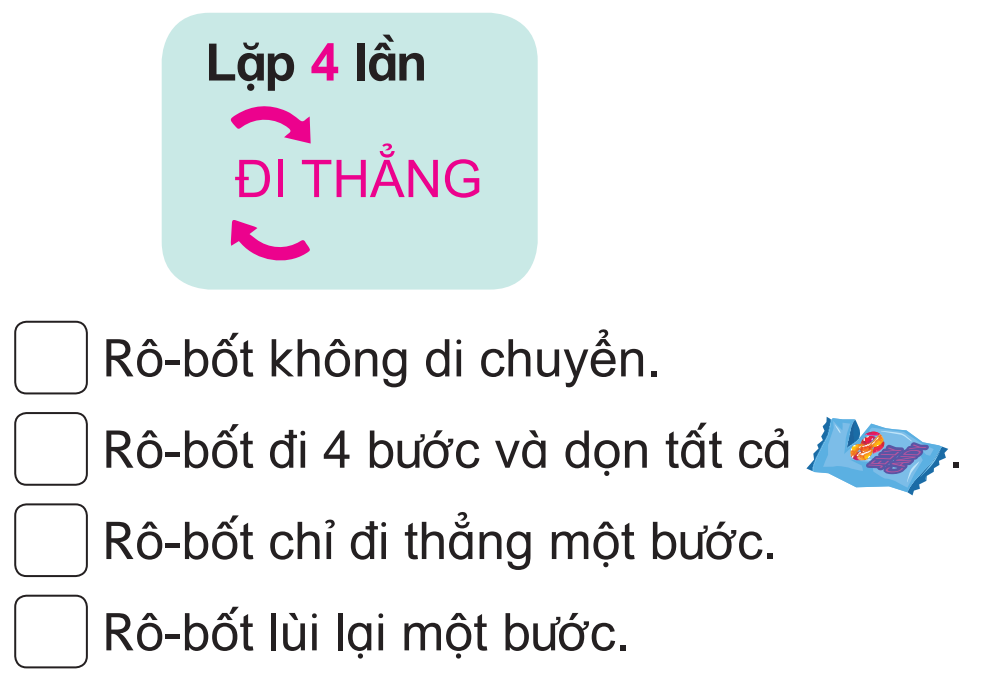 Lặp 4 lần
ĐI THẲNG
Rô-bốt không di chuyển.
Rô-bốt đi 4 bước và dọn tất cả .
Rô-bốt chỉ đi thẳng một bước.
Rô-bốt lùi lại một bước.